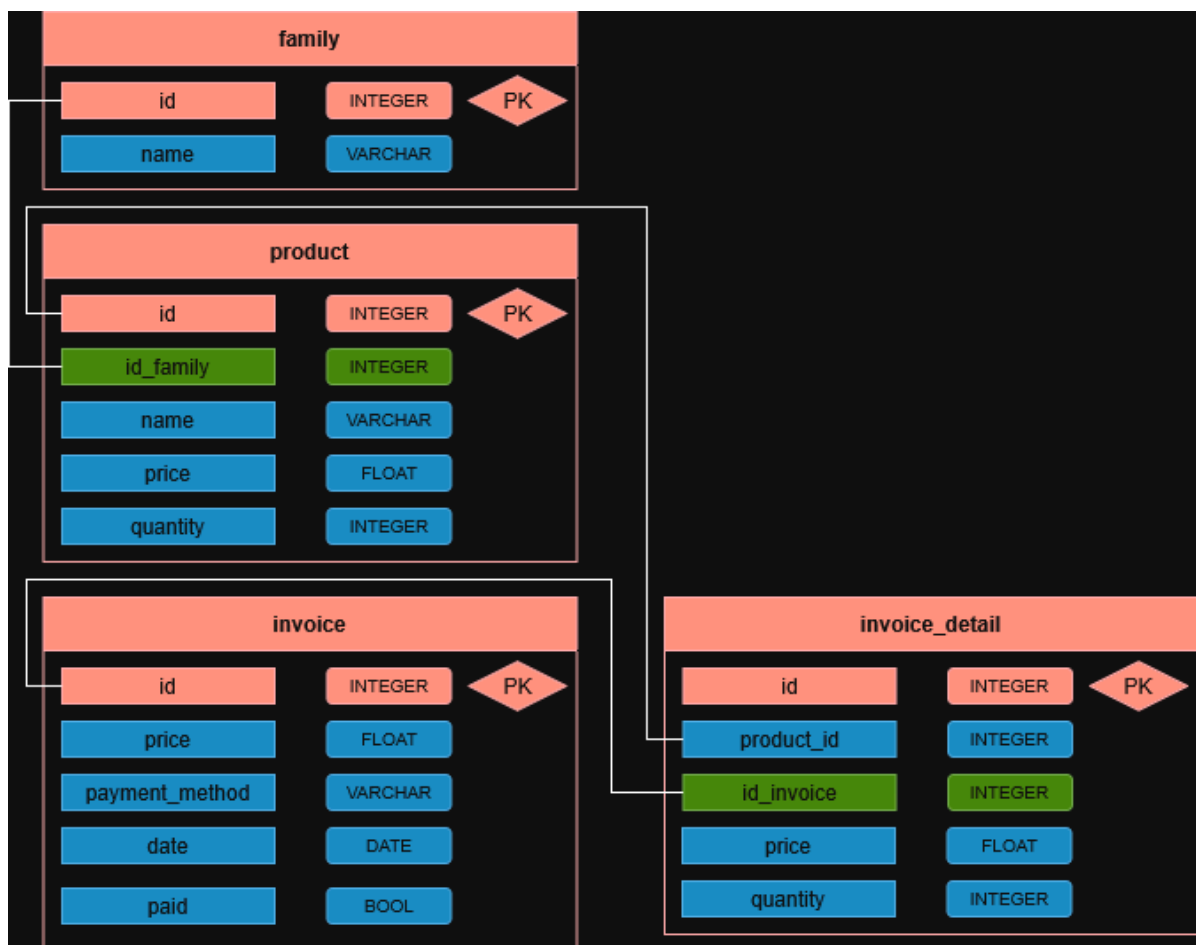 family
id INTEGER PK
name VARCHAR
product
id INTEGER PK
id_family INTEGER
name VARCHAR
price FLOAT
quantity INTEGER
invoice
id INTEGER PK
price FLOAT
payment_method VARCHAR
date DATE
paid BOOL
invoice_detail
id INTEGER PK
product_id INTEGER
id_invoice INTEGER
price FLOAT
quantity INTEGER